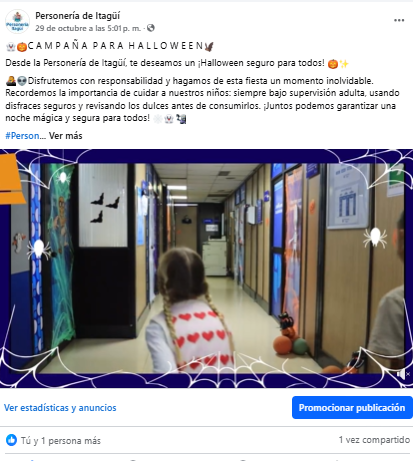 Personería de Itagüí
29 de octubre a las 5:01 p. m. ·
CAMPAÑA PARA HALLOWEEN
Desde la Personería de Itagüí, te deseamos un ¡Halloween seguro para todos! 🎃✨
Disfrutemos con responsabilidad y hagamos de esta fiesta un momento inolvidable.
Recordemos la importancia de cuidar a nuestros niños: siempre bajo supervisión adulta, usando
disfraces seguros y revisando los dulces antes de consumirlos. ¡Juntos podemos garantizar una
noche mágica y segura para todos!
#Person... Ver más
Ver estadísticas y anuncios
Promocionar publicación
Tú y 1 persona más
1 vez compartido